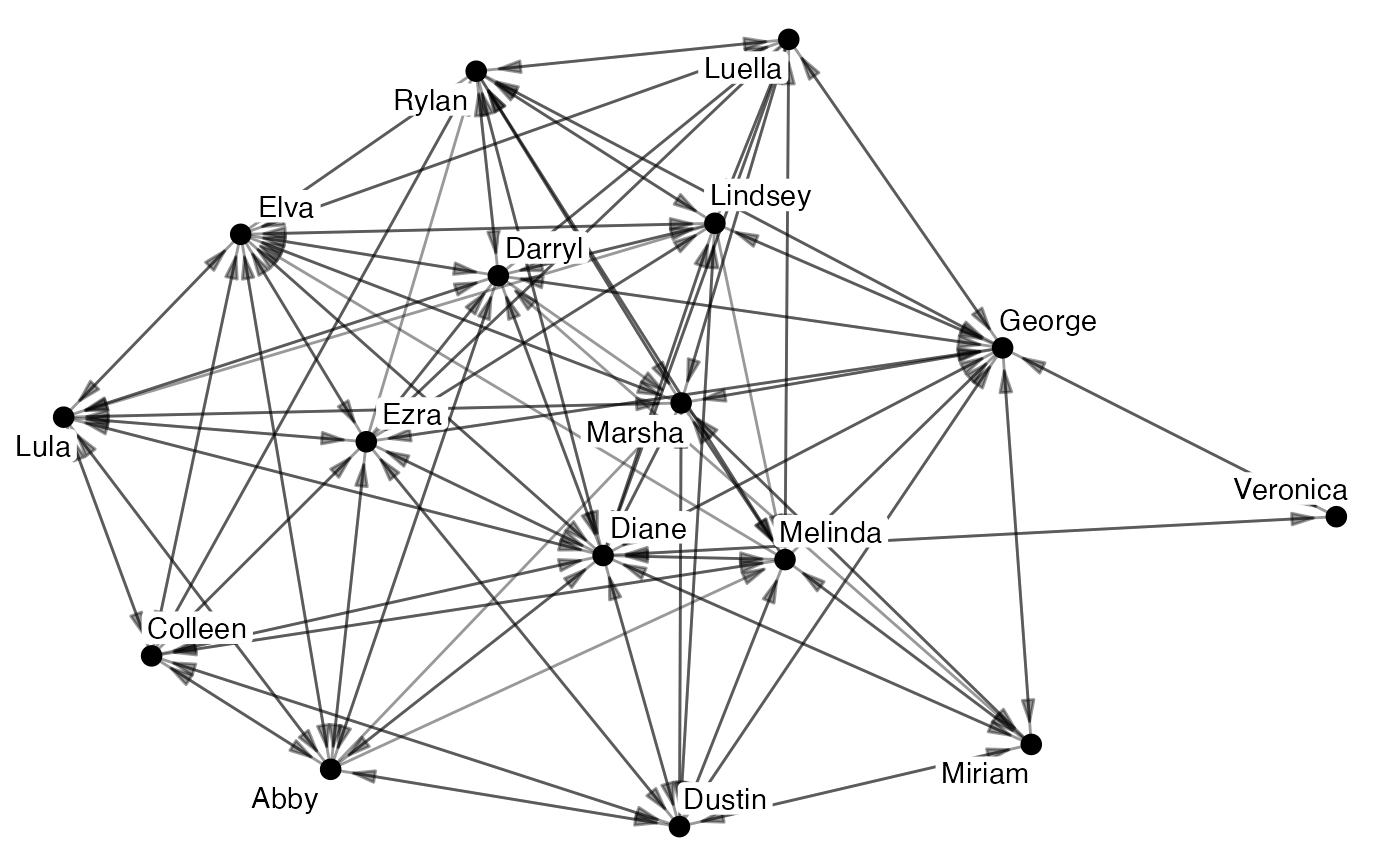 Luella
Rylan
Lindsey
Elva
Darryl
George
Ezra
Marsha
Lula
Veronica
Diane
Melinda
Colleen
Miriam
Abby
Dustin